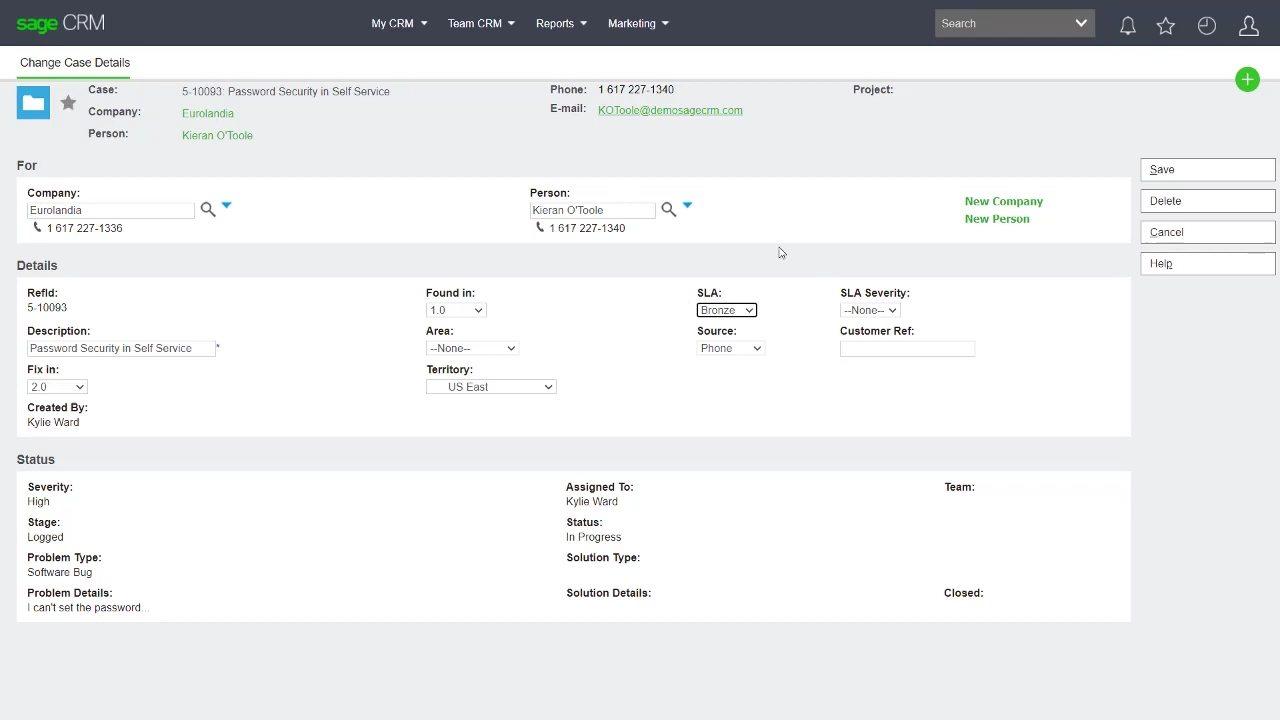 sage CRM
My CRM
Team CRM
Reports
Marketing
Search
Change Case Details
Case:
5-10093: Password Security in Self Service
Company:
Eurolandia
Person:
Kieran O'Toole
Phone:
1 617 227-1340
E-mail:
KOToole@demosagecrm.com
Project:
For
Company:
Eurolandia
1 617 227-1336
Person:
Kieran O'Toole
1 617 227-1340
New Company
New Person
Save
Delete
Cancel
Help
Details
RefId:
5-10093
Found in:
1.0
SLA:
Bronze
SLA Severity:
--None--
Description:
Password Security in Self Service *
Area:
--None--
Source:
Phone
Customer Ref:
Fix in:
2.0
Territory:
US East
Created By:
Kylie Ward
Status
Severity:
High
Assigned To:
Kylie Ward
Team:
Stage:
Logged
Status:
In Progress
Problem Type:
Software Bug
Solution Type:
Problem Details:
I can't set the password...
Solution Details:
Closed: